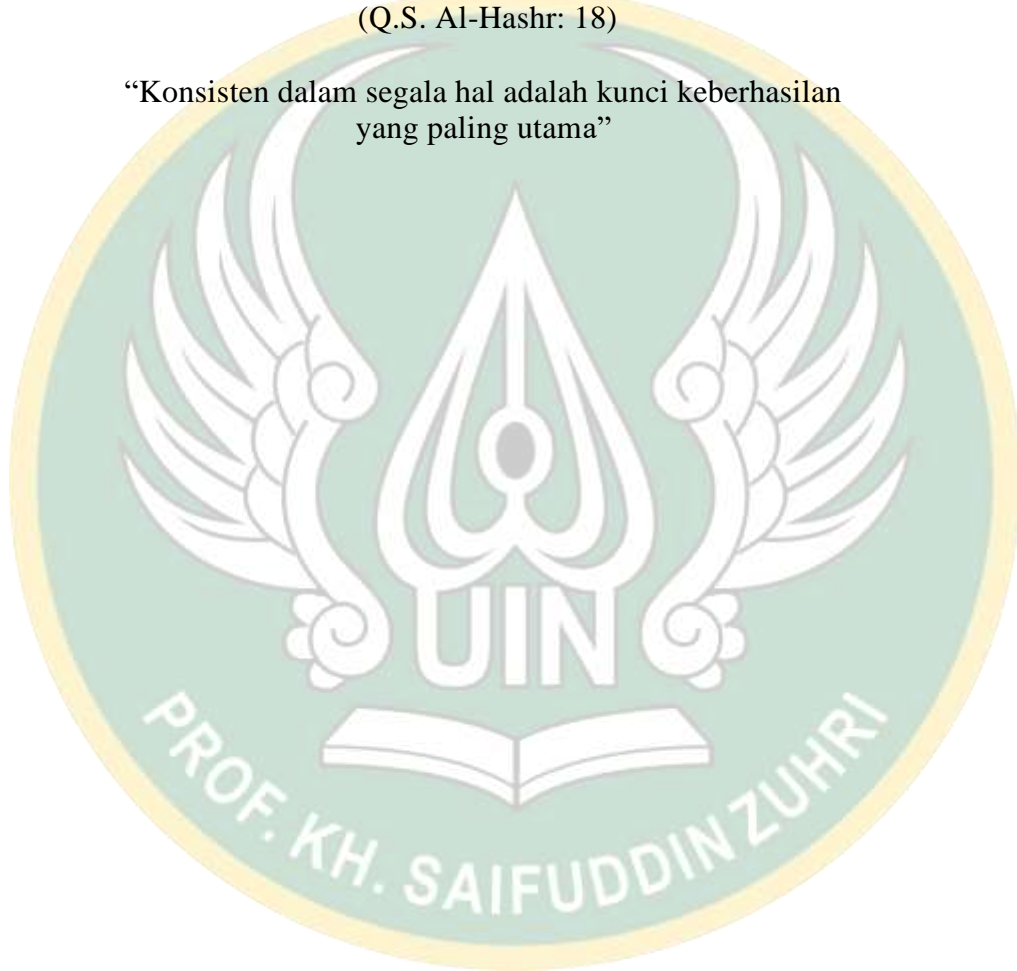 (Q.S. Al-Hashr: 18)
“Konsisten dalam segala hal adalah kunci keberhasilan
yang paling utama”
UIN
PROF. KH. SAIFUDDIN ZUHRI